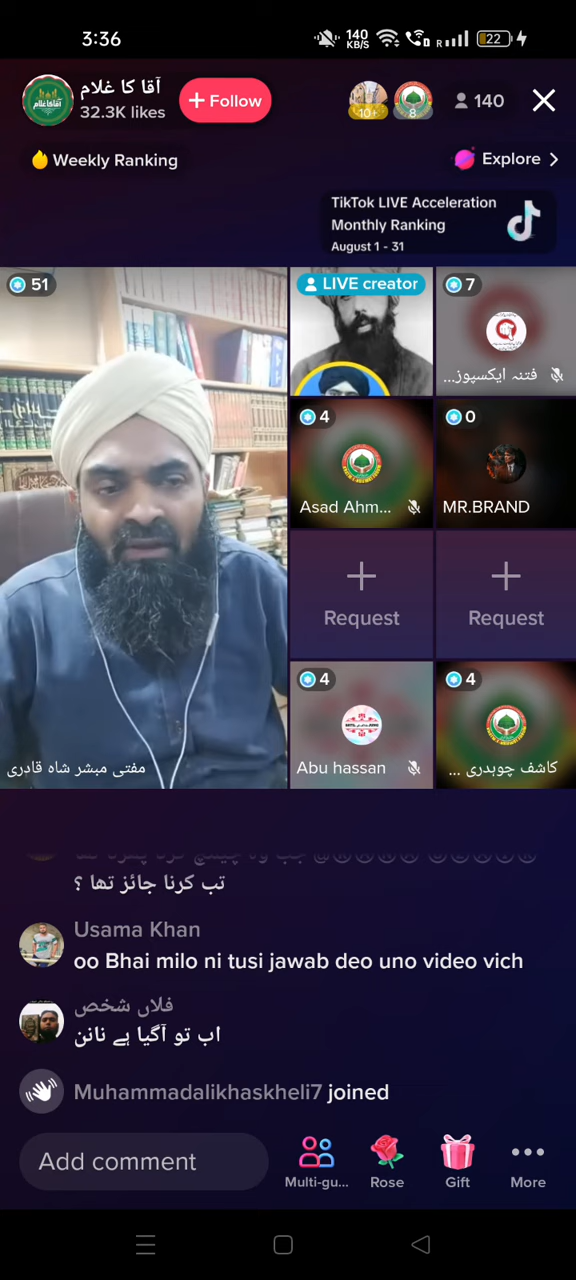 3:36
140
KB/S
R
22
آقا کا غلام
32.3K likes
+ Follow
10+
8
140
Weekly Ranking
Explore >
TikTok LIVE Acceleration
Monthly Ranking
August 1 - 31
51
LIVE creator
7
فتنہ ایکسپوز...
4
0
Asad Ahm...
MR.BRAND
Request
Request
4
4
مفتی مبشر شاہ قادری
Abu hassan
کاشف چوہدری ...
تب کرنا جائز تھا ؟
Usama Khan
oo Bhai milo ni tusi jawab deo uno video vich
فلاں شخص
اب تو آگیا ہے نانن
Muhammadalikhaskheli7 joined
Add comment
Multi-gu...
Rose
Gift
More